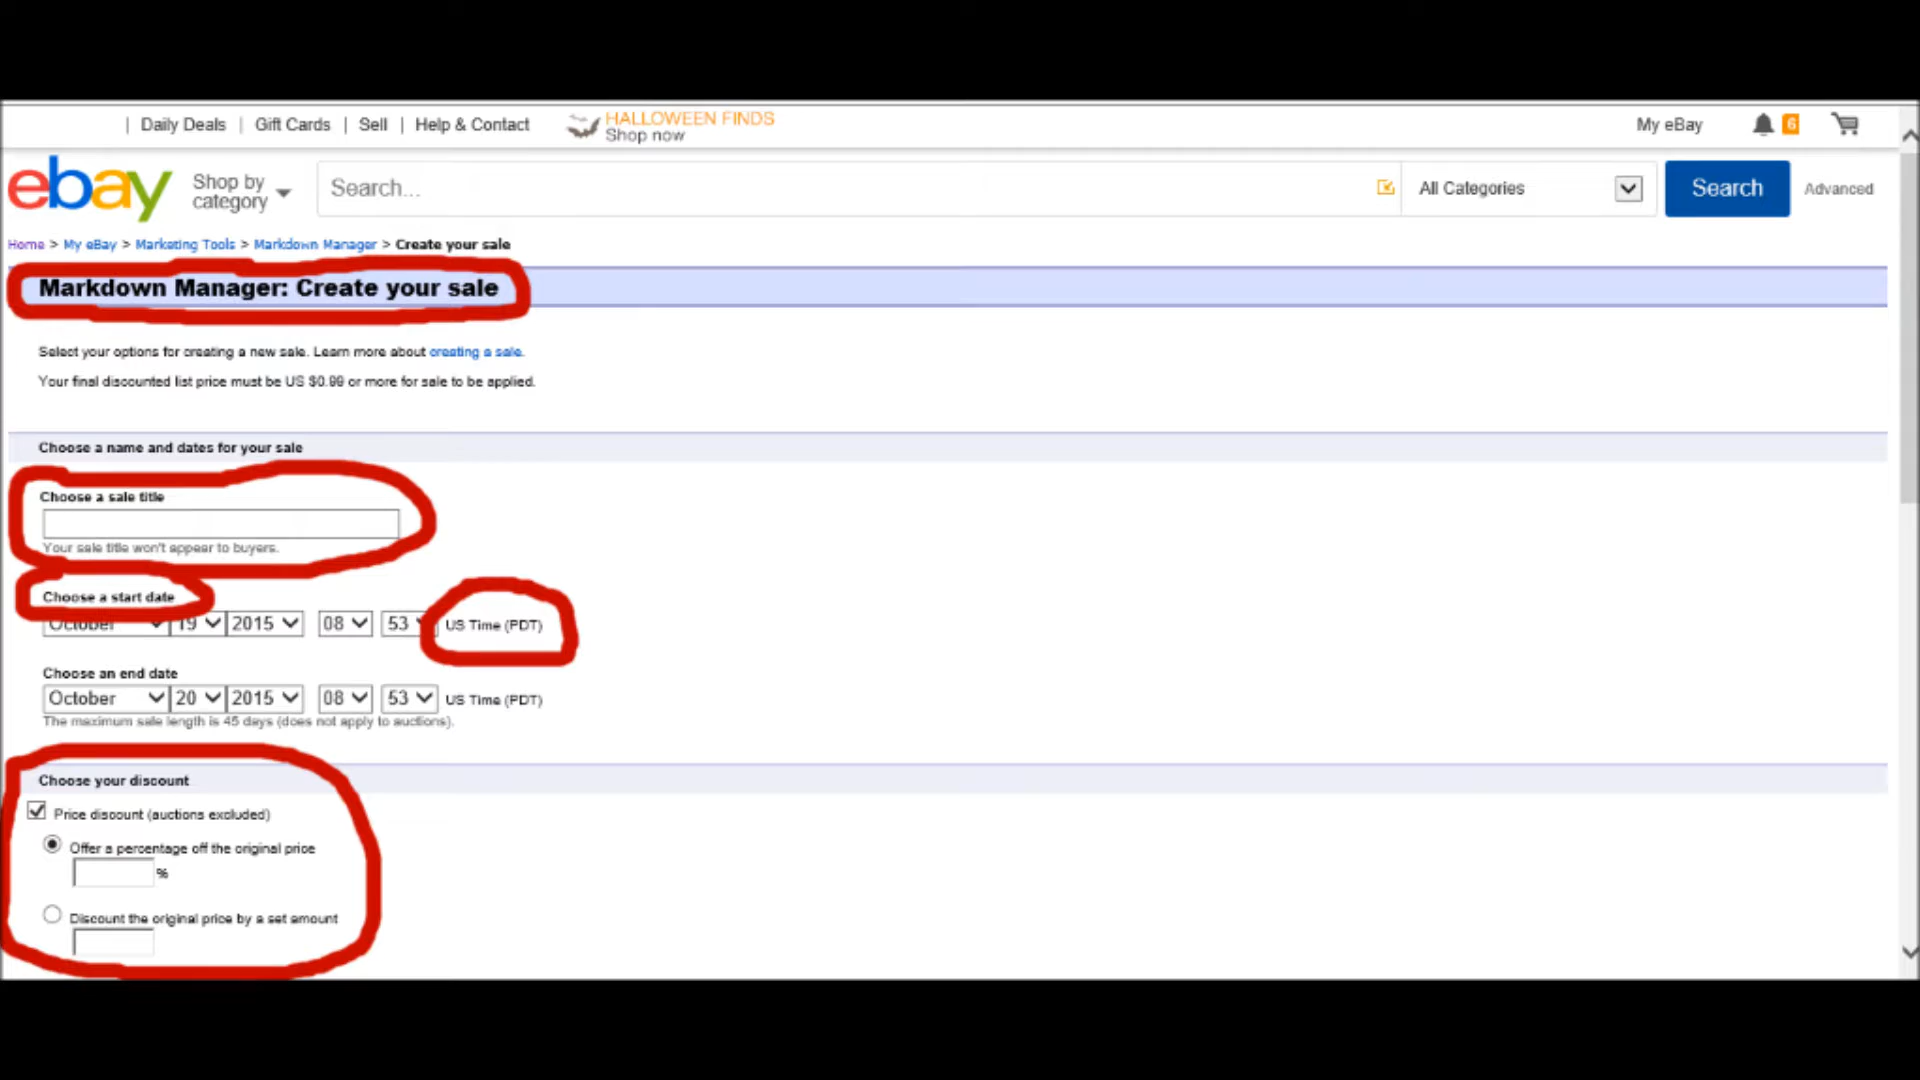 | Daily Deals | Gift Cards | Sell | Help & Contact HALLOWEEN FINDS My eBay 6
Shop now
ebay Shop by category Search... All Categories Search Advanced
Home > My eBay > Marketing Tools > Markdown Manager > Create your sale
Markdown Manager: Create your sale
Select your options for creating a new sale. Learn more about creating a sale.
Your final discounted list price must be US $0.99 or more for sale to be applied.
Choose a name and dates for your sale
Choose a sale title
Your sale title won't appear to buyers.
Choose a start date
October 19 2015 08 53 US Time (PDT)
Choose an end date
October 20 2015 08 53 US Time (PDT)
The maximum sale length is 45 days (does not apply to auctions).
Choose your discount
Price discount (auctions excluded)
Offer a percentage off the original price
%
Discount the original price by a set amount